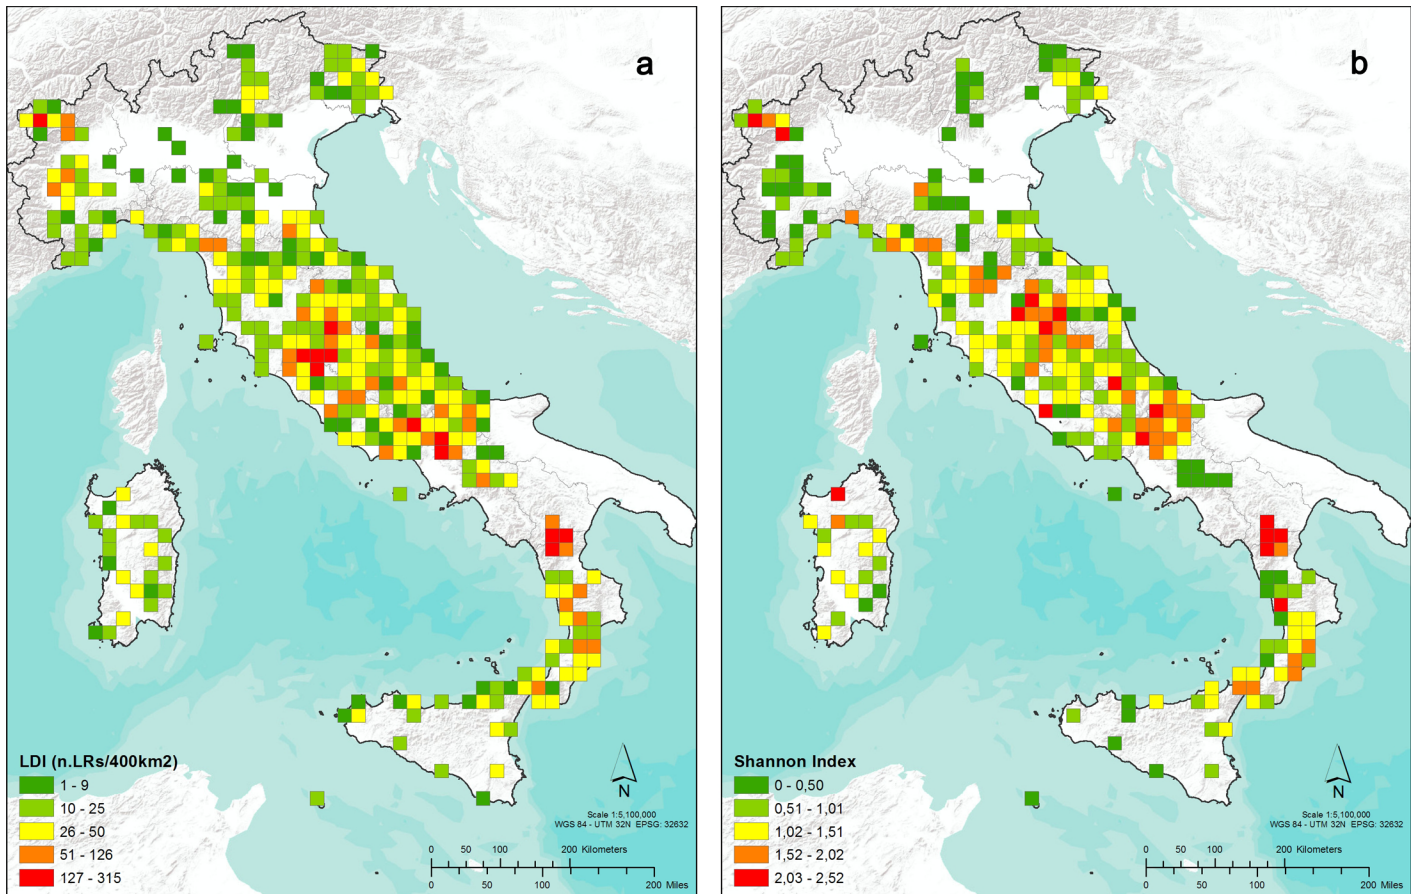 a
LDI (n.LRs/400km2)
1 - 9
10 - 25
26 - 50
51 - 126
127 - 315
N
Scale 1:5,100,000
WGS 84 - UTM 32N EPSG: 32632
0 50 100 200 Kilometers
0 50 100 200 Miles
b
Shannon Index
0 - 0,50
0,51 - 1,01
1,02 - 1,51
1,52 - 2,02
2,03 - 2,52
N
Scale 1:5,100,000
WGS 84 - UTM 32N EPSG: 32632
0 50 100 200 Kilometers
0 50 100 200 Miles